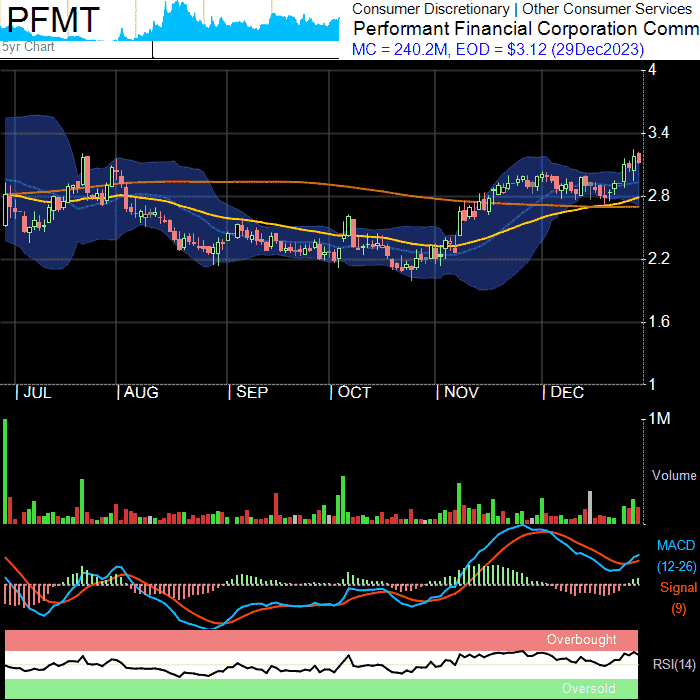 PFMT
5yr Chart
Consumer Discretionary | Other Consumer Services
Performant Financial Corporation Comm
MC = 240.2M, EOD = $3.12 (29Dec2023)
4
3.4
2.8
2.2
1.6
1
| JUL | AUG | SEP | OCT | NOV | DEC
1M
Volume
MACD
(12-26)
Signal
(9)
Overbought
RSI(14)
Oversold